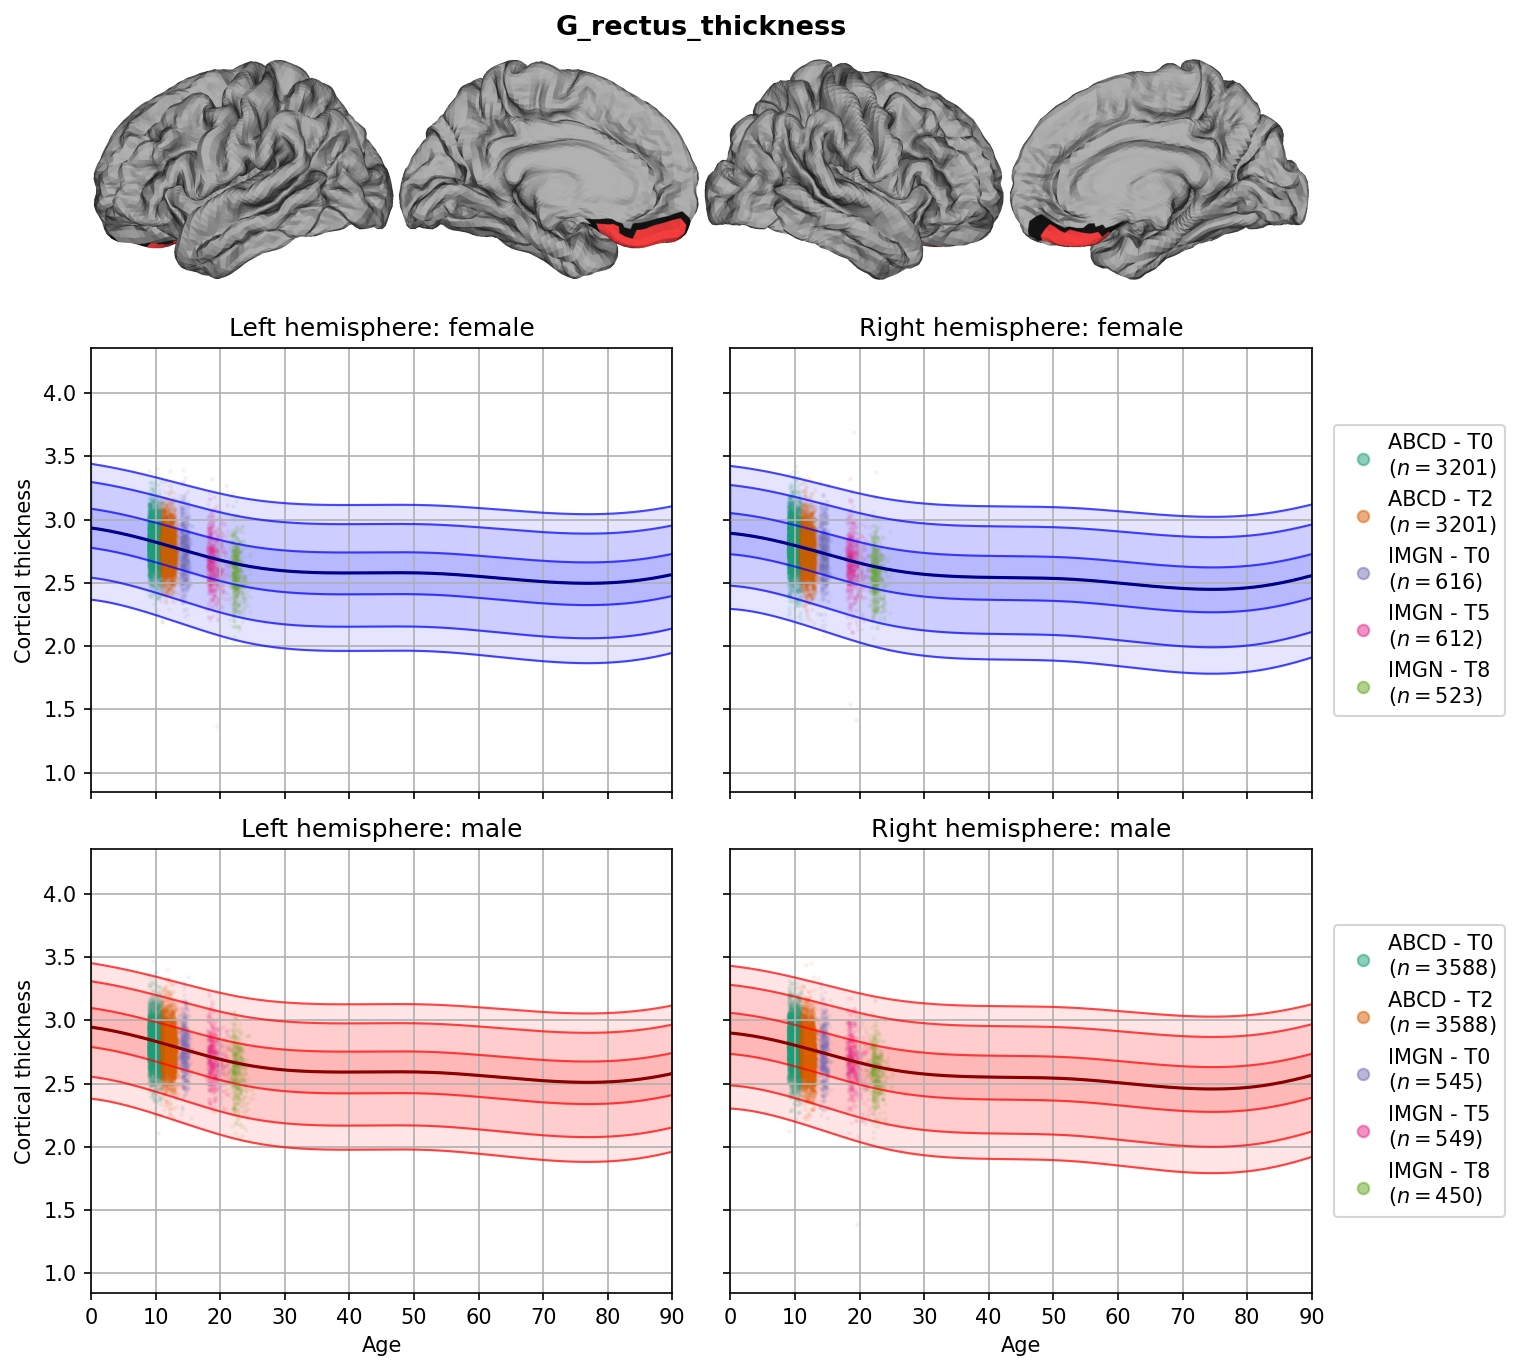 G_rectus_thickness
Left hemisphere: female
Right hemisphere: female
4.0
3.5
3.0
2.5
2.0
1.5
1.0
Cortical thickness
ABCD - T0
(n = 3201)
ABCD - T2
(n = 3201)
IMGN - T0
(n = 616)
IMGN - T5
(n = 612)
IMGN - T8
(n = 523)
Left hemisphere: male
Right hemisphere: male
4.0
3.5
3.0
2.5
2.0
1.5
1.0
Cortical thickness
0 10 20 30 40 50 60 70 80 90
Age
0 10 20 30 40 50 60 70 80 90
Age
ABCD - T0
(n = 3588)
ABCD - T2
(n = 3588)
IMGN - T0
(n = 545)
IMGN - T5
(n = 549)
IMGN - T8
(n = 450)